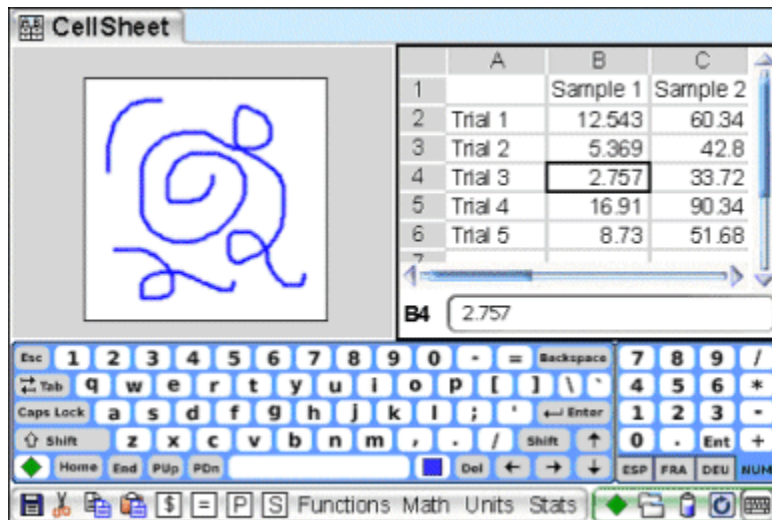 CellSheet
A B C
1 Sample 1 Sample 2
2 Trial 1 12.543 60.34
3 Trial 2 5.369 42.8
4 Trial 3 2.757 33.72
5 Trial 4 16.91 90.34
6 Trial 5 8.73 51.68
7
B4 2.757
Esc 1 2 3 4 5 6 7 8 9 0 - = Backspace 7 8 9 /
Tab q w e r t y u i o p [ ] \ ` 4 5 6 *
Caps Lock a s d f g h j k l ; ' Enter 1 2 3 -
Shift z x c v b n m , . / Shift ↑ 0 . Ent +
Home End PUp PDn Del ← → ↓ ESP FRA DEU NUM
$ = P S Functions Math Units Stats